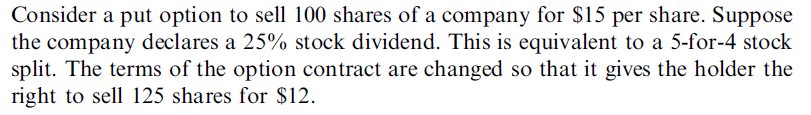 Consider a put option to sell 100 shares of a company for $15 per share. Suppose
the company declares a 25% stock dividend. This is equivalent to a 5-for-4 stock
split. The terms of the option contract are changed so that it gives the holder the
right to sell 125 shares for $12.